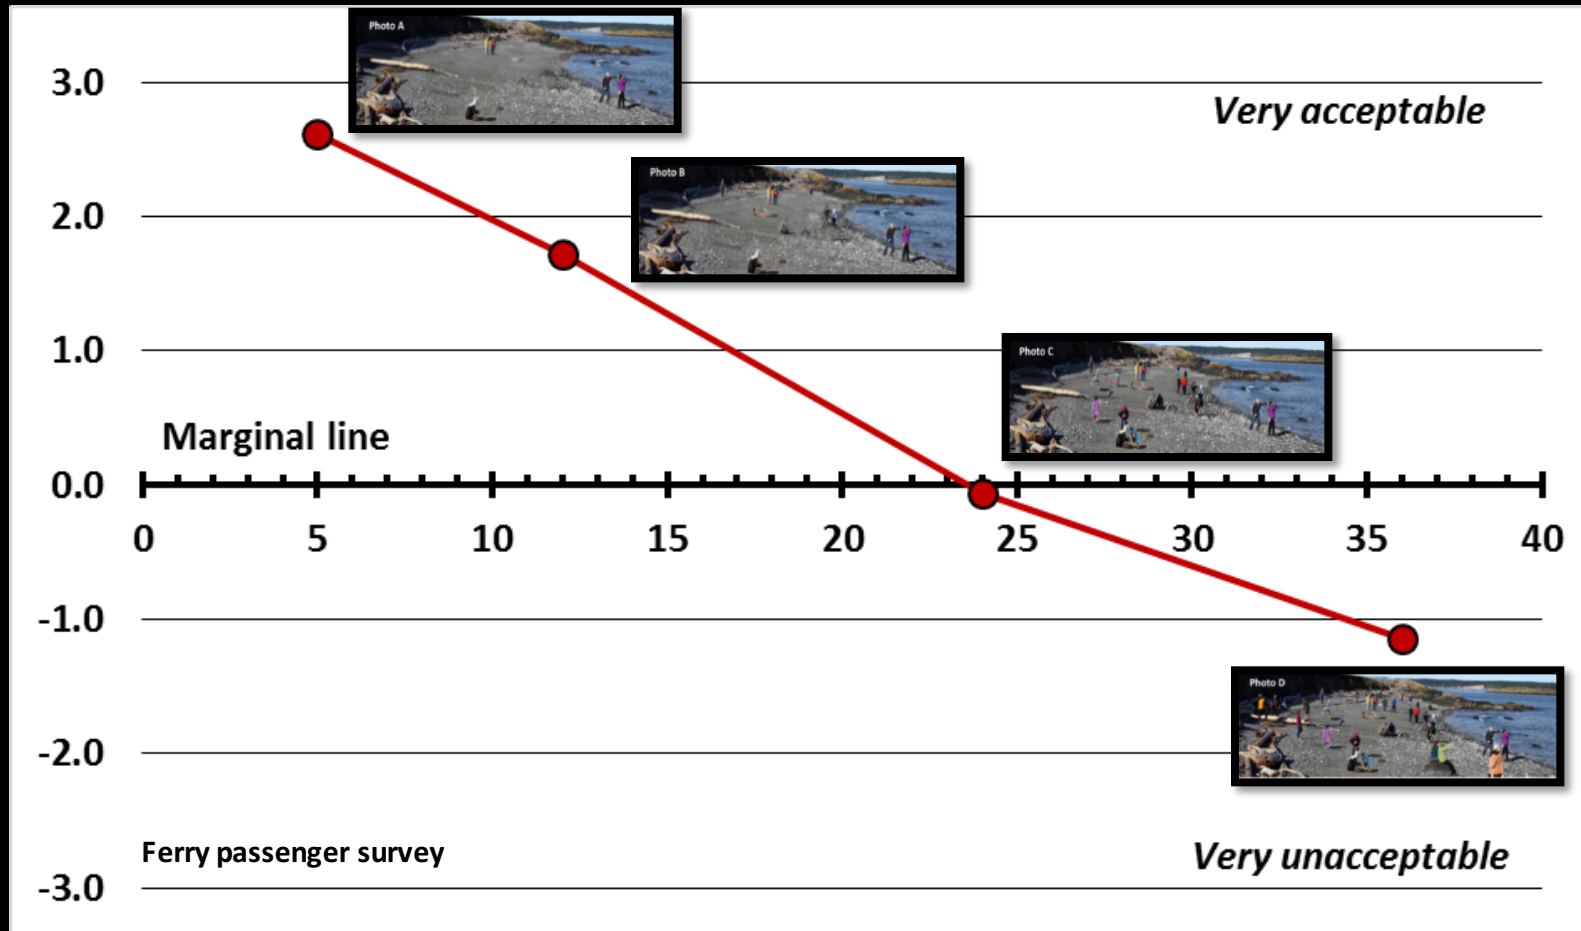 Photo A
3.0
Very acceptable
Photo B
2.0
Photo C
1.0
Marginal line
0.0
0 5 10 15 20 25 30 35 40
-1.0
Photo D
-2.0
Ferry passenger survey
Very unacceptable
-3.0